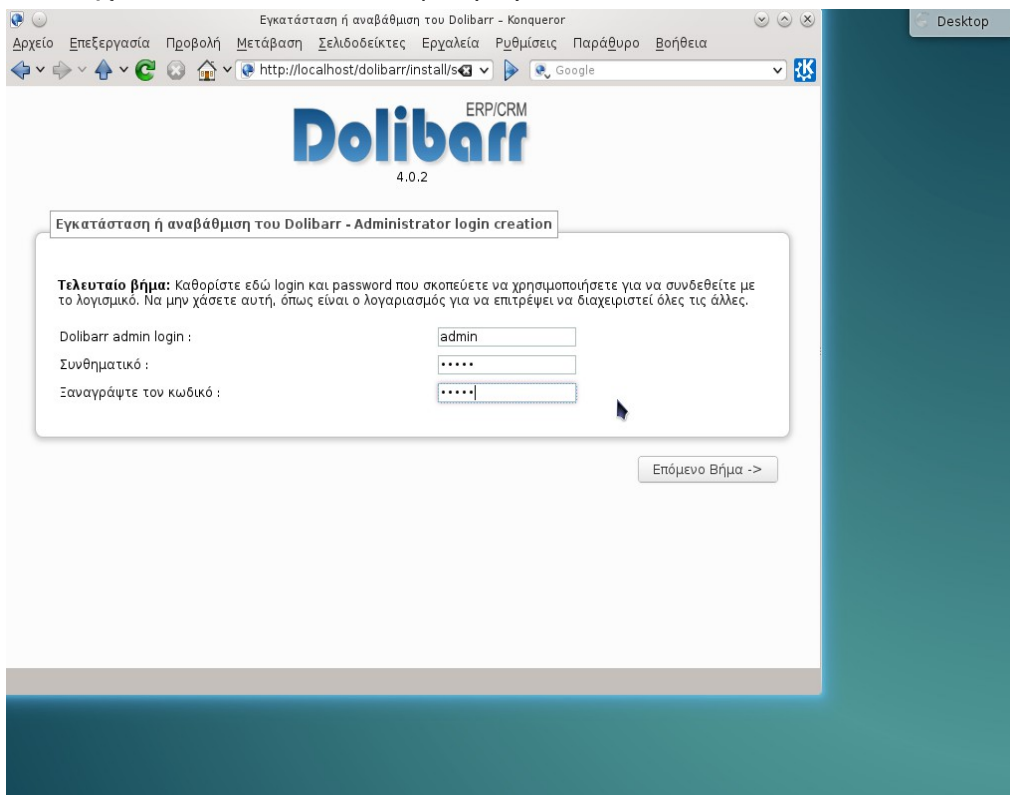 Εγκατάσταση ή αναβάθμιση του Dolibarr – Konqueror
Desktop
Αρχείο Επεξεργασία Προβολή Μετάβαση Σελιδοδείκτες Εργαλεία Ρυθμίσεις Παράθυρο Βοήθεια
http://localhost/dolibarr/install/s Google
ERP/CRM
Dolibarr
4.0.2
Εγκατάσταση ή αναβάθμιση του Dolibarr - Administrator login creation
Τελευταίο βήμα: Καθορίστε εδώ login και password που σκοπεύετε να χρησιμοποιήσετε για να συνδεθείτε με
το λογισμικό. Να μην χάσετε αυτή, όπως είναι ο λογαριασμός για να επιτρέψει να διαχειριστεί όλες τις άλλες.
Dolibarr admin login : admin
Συνθηματικό : •••••
Ξαναγράψτε τον κωδικό : •••••
Επόμενο Βήμα ->